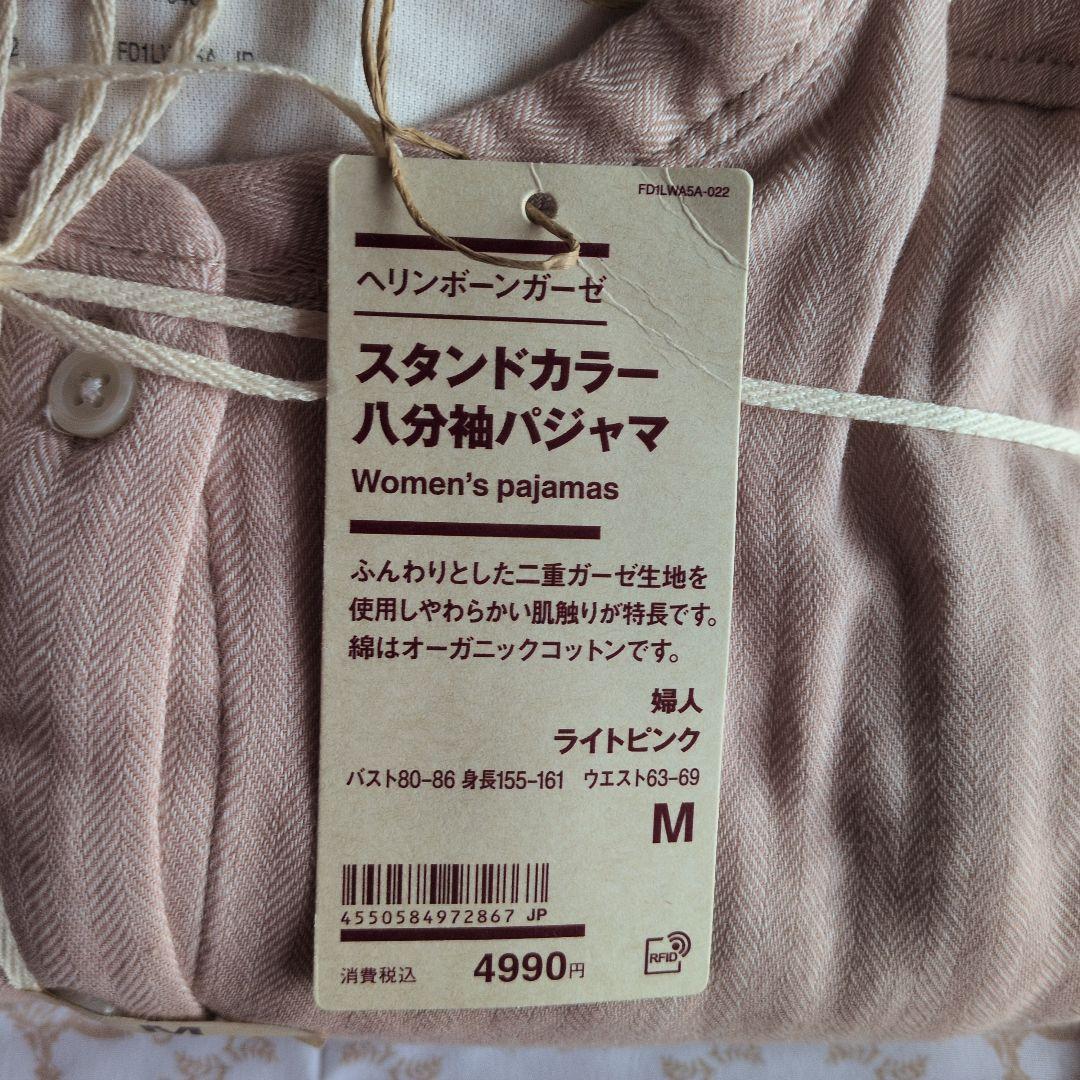 FD1LWA5A-022
ヘリンボーンガーゼ
スタンドカラー
八分袖パジャマ
Women's pajamas
ふんわりとした二重ガーゼ生地を
使用しやわらかい肌触りが特長です。
綿はオーガニックコットンです。
婦人
ライトピンク
バスト80-86 身長155-161 ウエスト63-69
M
4550584972867 JP
消費税込 4990円
RFID
M